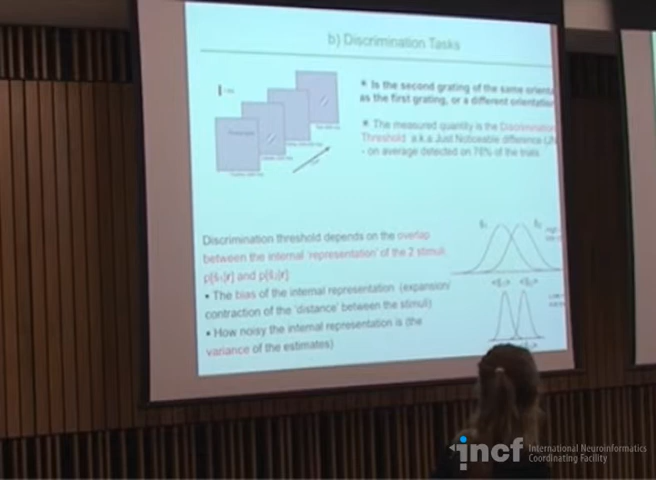 b) Discrimination Tasks
* Is the second grating of the same orienta
as the first grating, or a different orientation
* The measured quantity is the Discrimination
Threshold a.k.a Just Noticeable difference (JN
- on average detected on 76% of the trials.
Discrimination threshold depends on the overlap
between the internal 'representation' of the 2 stimuli
and
• The bias of the internal representation (expansion/
contraction of the 'distance' between the stimuli)
• How noisy the internal representation is (the
variance of the estimates)
incf International Neuroinformatics
Coordinating Facility